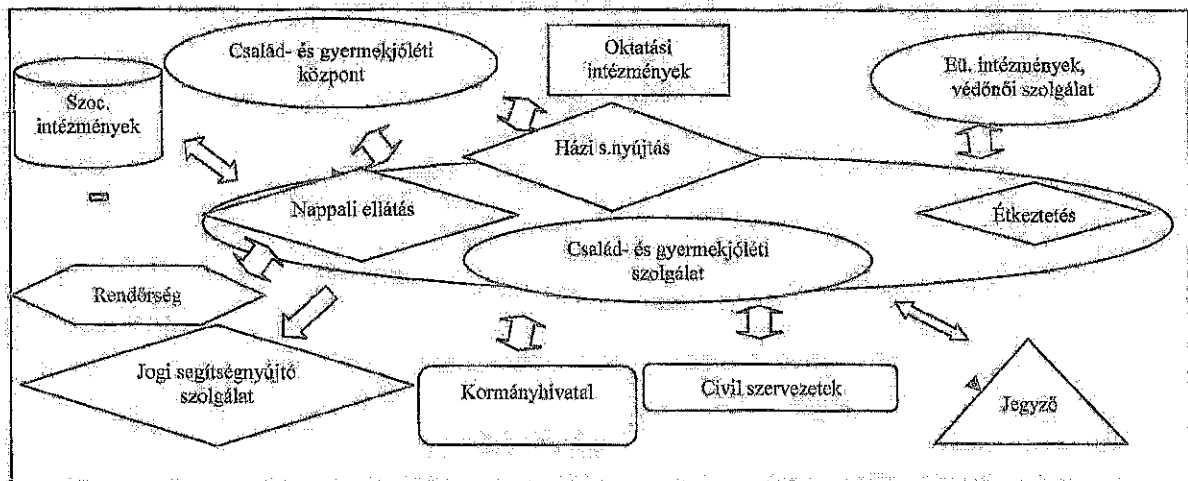 Család- és gyermekjóléti
központ
Oktatási
intézmények
Eü. intézmények,
védőnői szolgálat
Szoc.
intézmények
Házi s.nyújtás
Nappali ellátás
Étkeztetés
Család- és gyermekjóléti
szolgálat
Rendőrség
Jogi segítségnyújtó
szolgálat
Kormányhivatal
Civil szervezetek
Jegyző